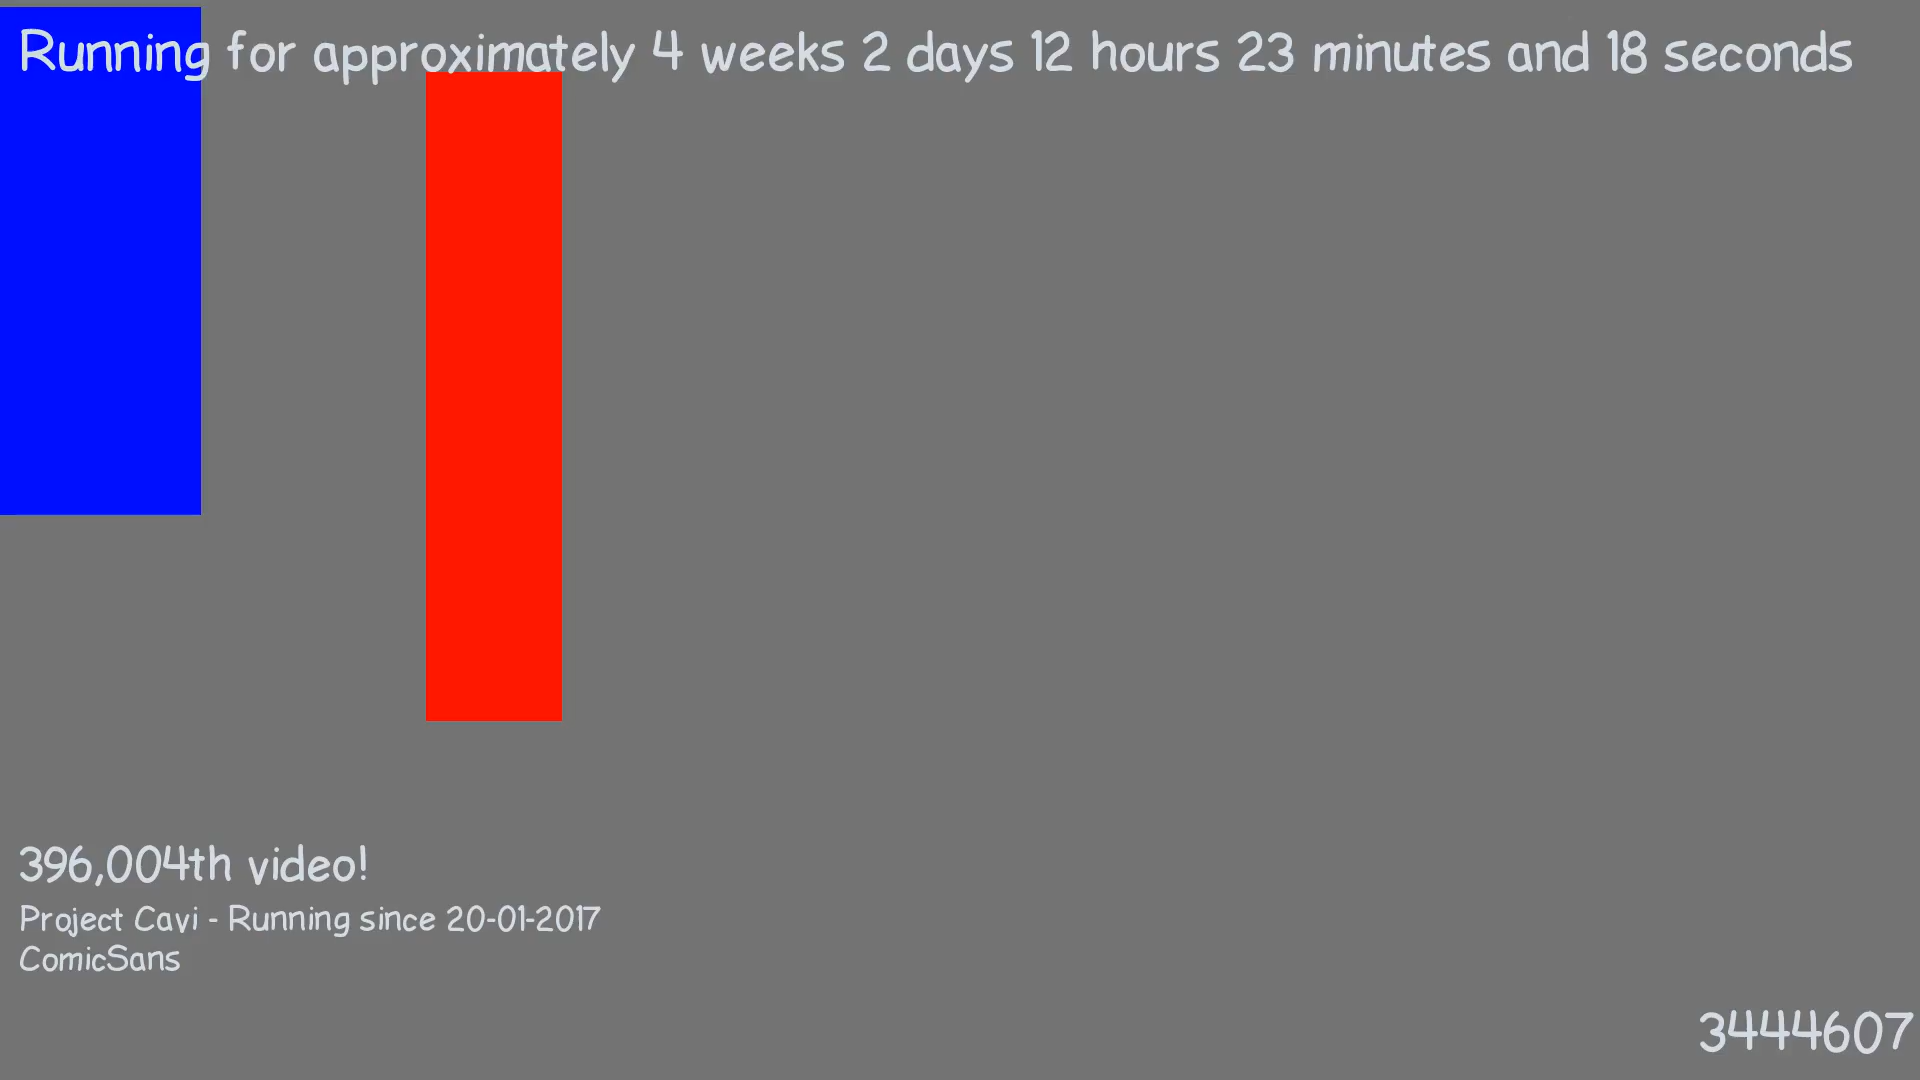 Running for approximately 4 weeks 2 days 12 hours 23 minutes and 18 seconds
396,004th video!
Project Cavi - Running since 20-01-2017
ComicSans
3444607